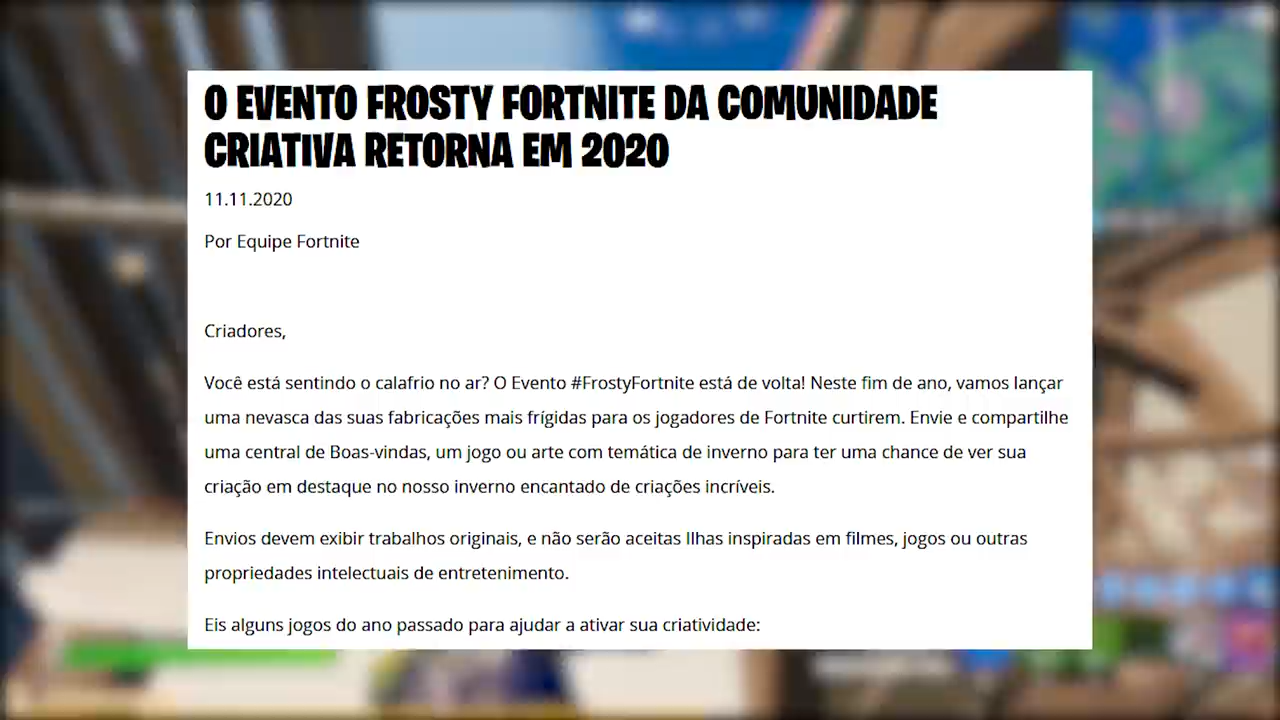 O EVENTO FROSTY FORTNITE DA COMUNIDADE
CRIATIVA RETORNA EM 2020
11.11.2020
Por Equipe Fortnite
Criadores,
Você está sentindo o calafrio no ar? O Evento #FrostyFortnite está de volta! Neste fim de ano, vamos lançar
uma nevasca das suas fabricações mais frígidas para os jogadores de Fortnite curtirem. Envie e compartilhe
uma central de Boas-vindas, um jogo ou arte com temática de inverno para ter uma chance de ver sua
criação em destaque no nosso inverno encantado de criações incríveis.
Envios devem exibir trabalhos originais, e não serão aceitas Ilhas inspiradas em filmes, jogos ou outras
propriedades intelectuais de entretenimento.
Eis alguns jogos do ano passado para ajudar a ativar sua criatividade: